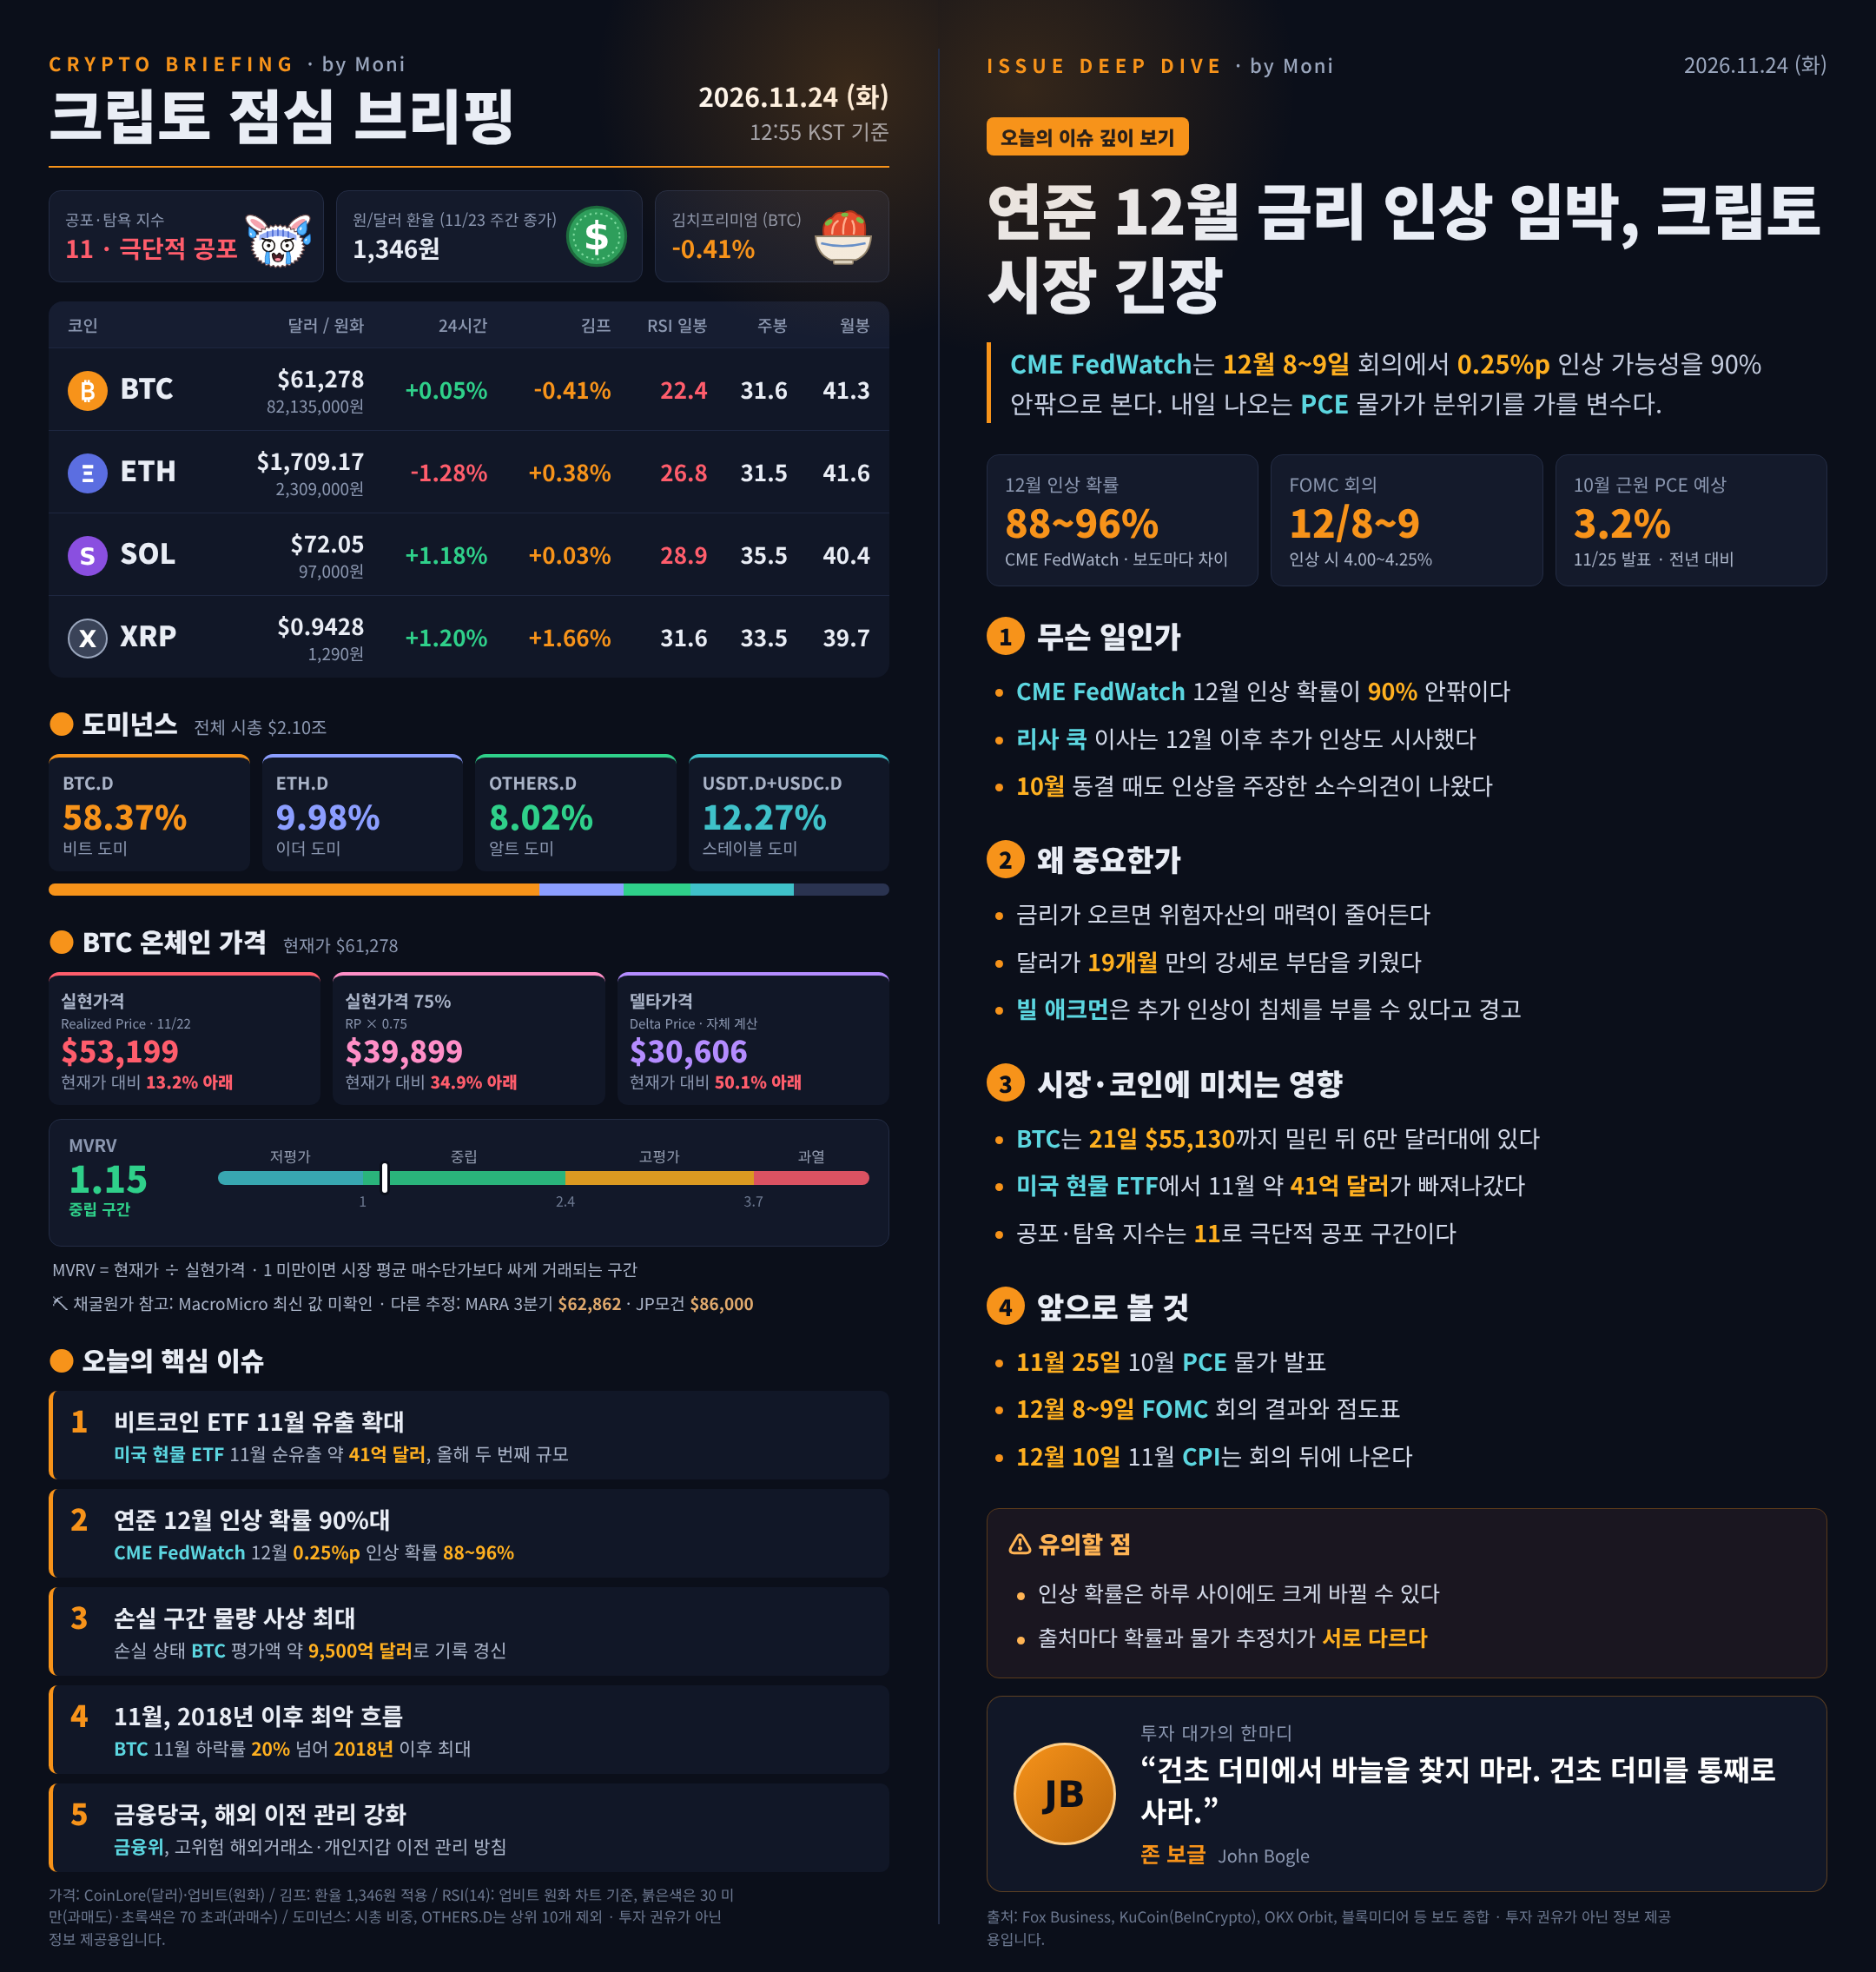 CRYPTO BRIEFING · by Moni
크립토 점심 브리핑
2026.11.24 (화)
12:55 KST 기준
공포·탐욕 지수
11 · 극단적 공포
원/달러 환율 (11/23 주간 종가)
1,346원
$
김치프리미엄 (BTC)
-0.41%
코인 달러 / 원화 24시간 김프 RSI 일봉 주봉 월봉
BTC $61,278 +0.05% -0.41% 22.4 31.6 41.3
82,135,000원
ETH $1,709.17 -1.28% +0.38% 26.8 31.5 41.6
2,309,000원
S SOL $72.05 +1.18% +0.03% 28.9 35.5 40.4
97,000원
X XRP $0.9428 +1.20% +1.66% 31.6 33.5 39.7
1,290원
도미넌스 전체 시총 $2.10조
BTC.D
58.37%
비트 도미
ETH.D
9.98%
이더 도미
OTHERS.D
8.02%
알트 도미
USDT.D+USDC.D
12.27%
스테이블 도미
BTC 온체인 가격 현재가 $61,278
실현가격
Realized Price · 11/22
$53,199
현재가 대비 13.2% 아래
실현가격 75%
RP × 0.75
$39,899
현재가 대비 34.9% 아래
델타가격
Delta Price · 자체 계산
$30,606
현재가 대비 50.1% 아래
MVRV
1.15
중립 구간
저평가 중립 고평가 과열
1 2.4 3.7
MVRV = 현재가 ÷ 실현가격 · 1 미만이면 시장 평균 매수단가보다 싸게 거래되는 구간
⛏ 채굴원가 참고: MacroMicro 최신 값 미확인 · 다른 추정: MARA 3분기 $62,862 · JP모건 $86,000
오늘의 핵심 이슈
1 비트코인 ETF 11월 유출 확대
미국 현물 ETF 11월 순유출 약 41억 달러, 올해 두 번째 규모
2 연준 12월 인상 확률 90%대
CME FedWatch 12월 0.25%p 인상 확률 88~96%
3 손실 구간 물량 사상 최대
손실 상태 BTC 평가액 약 9,500억 달러로 기록 경신
4 11월, 2018년 이후 최악 흐름
BTC 11월 하락률 20% 넘어 2018년 이후 최대
5 금융당국, 해외 이전 관리 강화
금융위, 고위험 해외거래소·개인지갑 이전 관리 방침
가격: CoinLore(달러)·업비트(원화) / 김프: 환율 1,346원 적용 / RSI(14): 업비트 원화 차트 기준, 붉은색은 30 미
만(과매도)·초록색은 70 초과(과매수) / 도미넌스: 시총 비중, OTHERS.D는 상위 10개 제외 · 투자 권유가 아닌
정보 제공용입니다.
ISSUE DEEP DIVE · by Moni
2026.11.24 (화)
오늘의 이슈 깊이 보기
연준 12월 금리 인상 임박, 크립토
시장 긴장
CME FedWatch는 12월 8~9일 회의에서 0.25%p 인상 가능성을 90%
안팎으로 본다. 내일 나오는 PCE 물가가 분위기를 가를 변수다.
12월 인상 확률
88~96%
CME FedWatch · 보도마다 차이
FOMC 회의
12/8~9
인상 시 4.00~4.25%
10월 근원 PCE 예상
3.2%
11/25 발표 · 전년 대비
1 무슨 일인가
• CME FedWatch 12월 인상 확률이 90% 안팎이다
• 리사 쿡 이사는 12월 이후 추가 인상도 시사했다
• 10월 동결 때도 인상을 주장한 소수의견이 나왔다
2 왜 중요한가
• 금리가 오르면 위험자산의 매력이 줄어든다
• 달러가 19개월 만의 강세로 부담을 키웠다
• 빌 애크먼은 추가 인상이 침체를 부를 수 있다고 경고
3 시장·코인에 미치는 영향
• BTC는 21일 $55,130까지 밀린 뒤 6만 달러대에 있다
• 미국 현물 ETF에서 11월 약 41억 달러가 빠져나갔다
• 공포·탐욕 지수는 11로 극단적 공포 구간이다
4 앞으로 볼 것
• 11월 25일 10월 PCE 물가 발표
• 12월 8~9일 FOMC 회의 결과와 점도표
• 12월 10일 11월 CPI는 회의 뒤에 나온다
⚠ 유의할 점
• 인상 확률은 하루 사이에도 크게 바뀔 수 있다
• 출처마다 확률과 물가 추정치가 서로 다르다
JB
투자 대가의 한마디
“건초 더미에서 바늘을 찾지 마라. 건초 더미를 통째로
사라.”
존 보글 John Bogle
출처: Fox Business, KuCoin(BeInCrypto), OKX Orbit, 블록미디어 등 보도 종합 · 투자 권유가 아닌 정보 제공
용입니다.